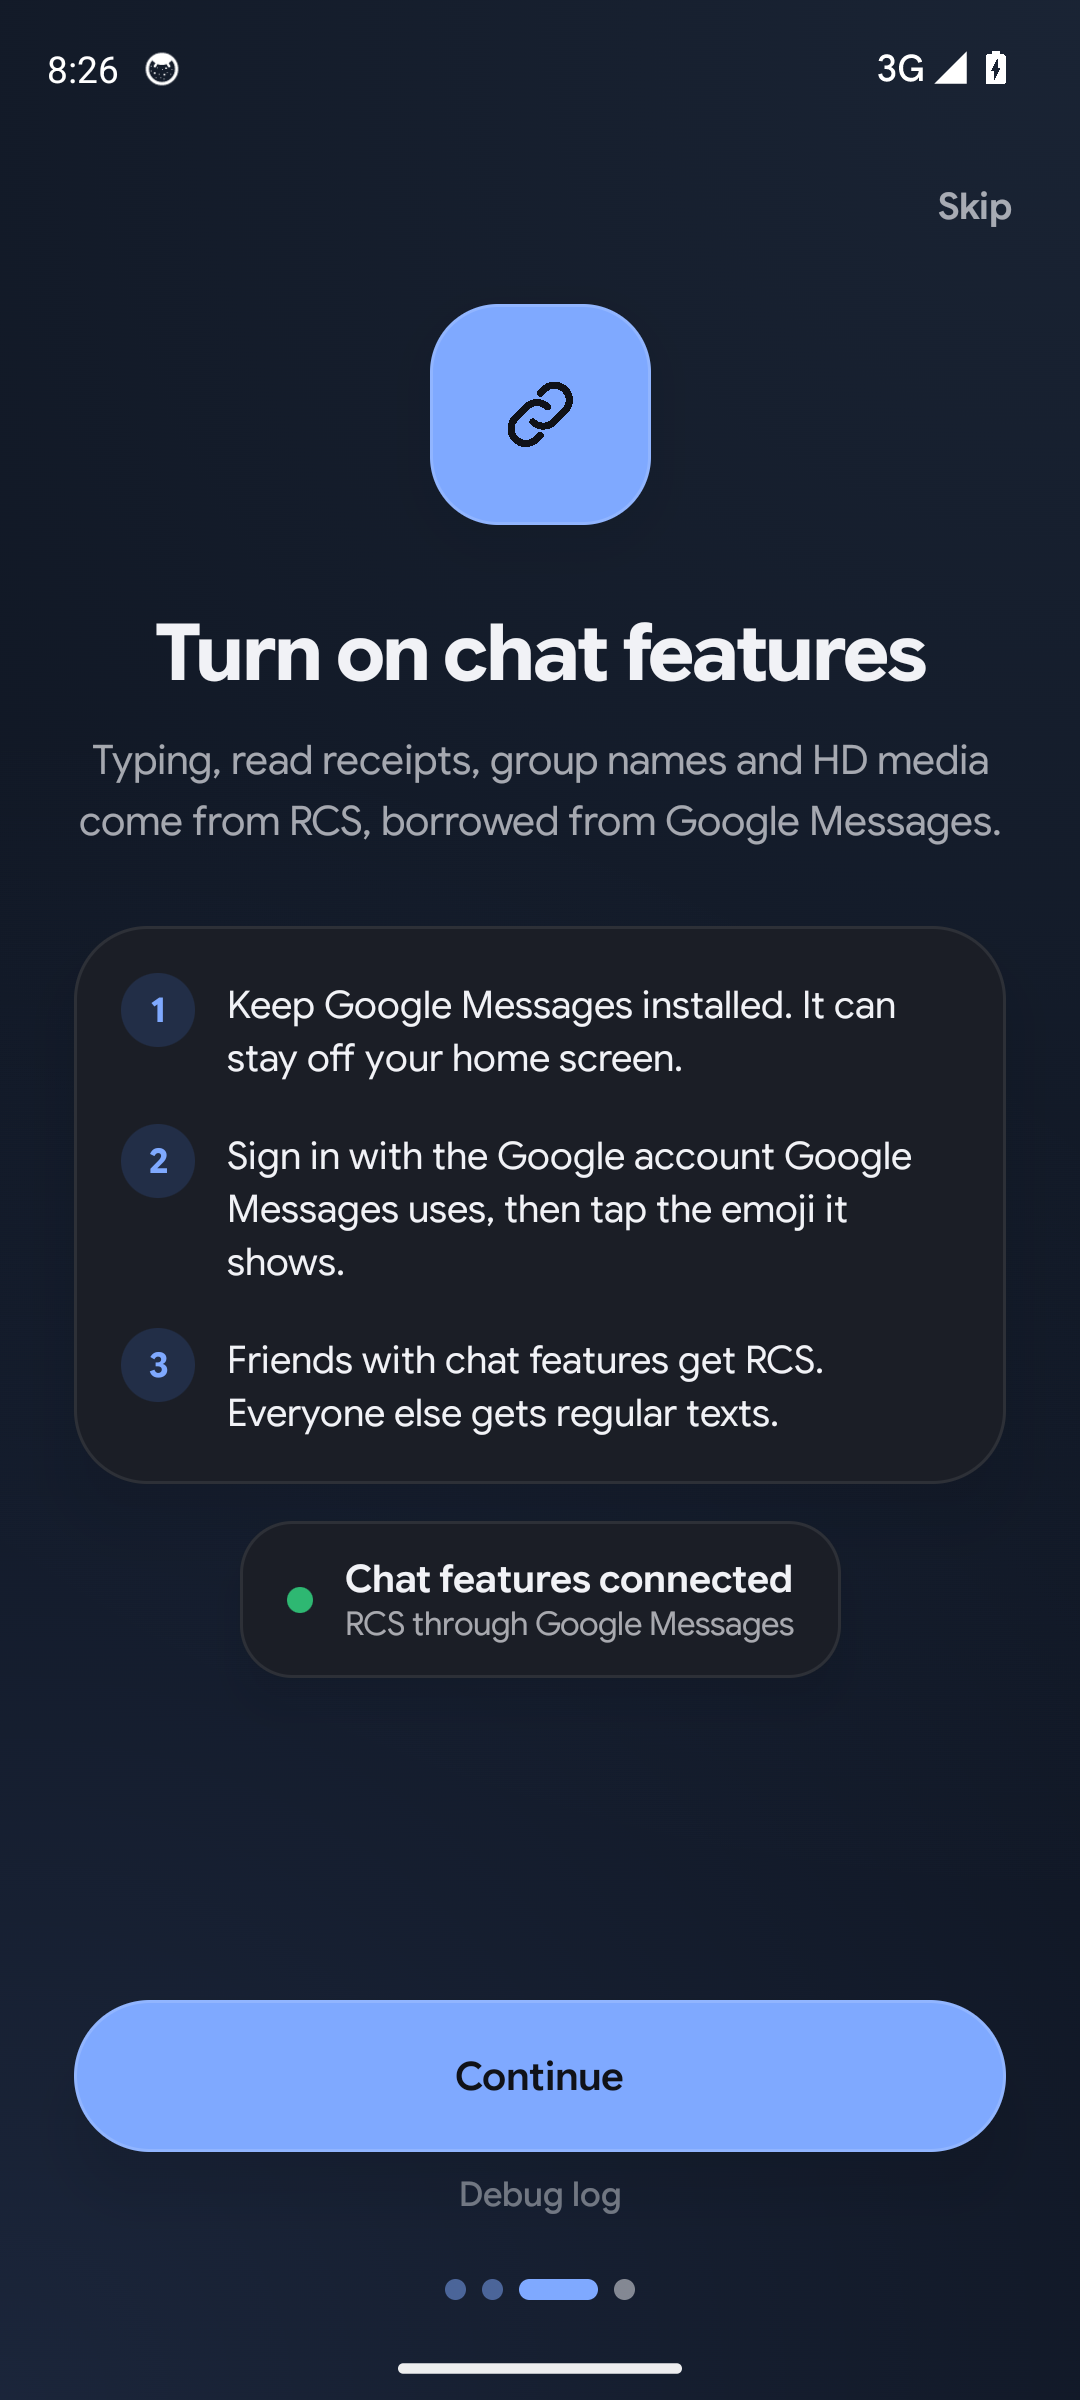 8:26
3G
Skip
Turn on chat features
Typing, read receipts, group names and HD media
come from RCS, borrowed from Google Messages.
1
Keep Google Messages installed. It can
stay off your home screen.
2
Sign in with the Google account Google
Messages uses, then tap the emoji it
shows.
3
Friends with chat features get RCS.
Everyone else gets regular texts.
Chat features connected
RCS through Google Messages
Continue
Debug log